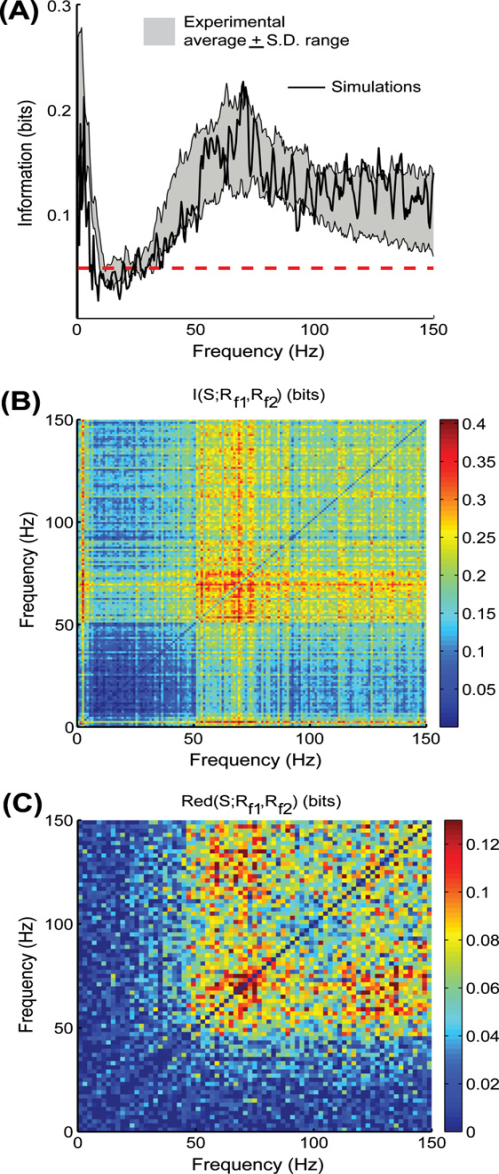 (A)
0.3
0.2
0.1
Information (bits)
Experimental
average ± S.D. range
Simulations
0 50 100 150
Frequency (Hz)
(B)
I(S;Rf1,Rf2) (bits)
150
100
50
0
Frequency (Hz)
0.4
0.35
0.3
0.25
0.2
0.15
0.1
0.05
0 50 100 150
Frequency (Hz)
(C)
Red(S;Rf1,Rf2) (bits)
150
100
50
0
Frequency (Hz)
0.12
0.1
0.08
0.06
0.04
0.02
0
0 50 100 150
Frequency (Hz)